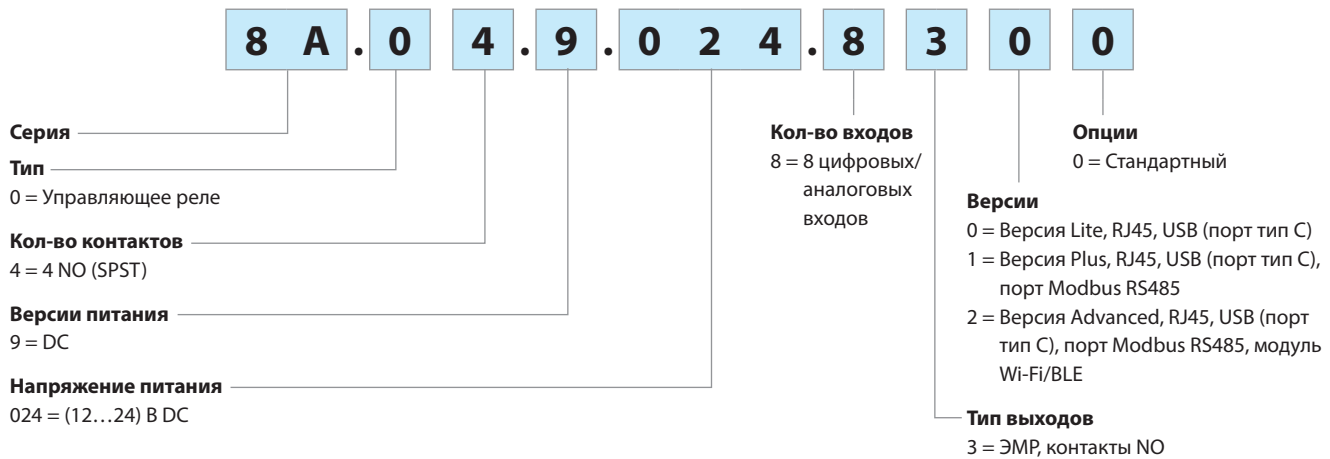 8 A . 0 4 . 9 . 0 2 4 . 8 3 0 0
Серия
Тип
0 = Управляющее реле
Кол-во контактов
4 = 4 NO (SPST)
Версии питания
9 = DC
Напряжение питания
024 = (12…24) В DC
Кол-во входов
8 = 8 цифровых/
аналоговых
входов
Опции
0 = Стандартный
Версии
0 = Версия Lite, RJ45, USB (порт тип C)
1 = Версия Plus, RJ45, USB (порт тип C),
порт Modbus RS485
2 = Версия Advanced, RJ45, USB (порт
тип C), порт Modbus RS485, модуль
Wi-Fi/BLE
Тип выходов
3 = ЭМР, контакты NO